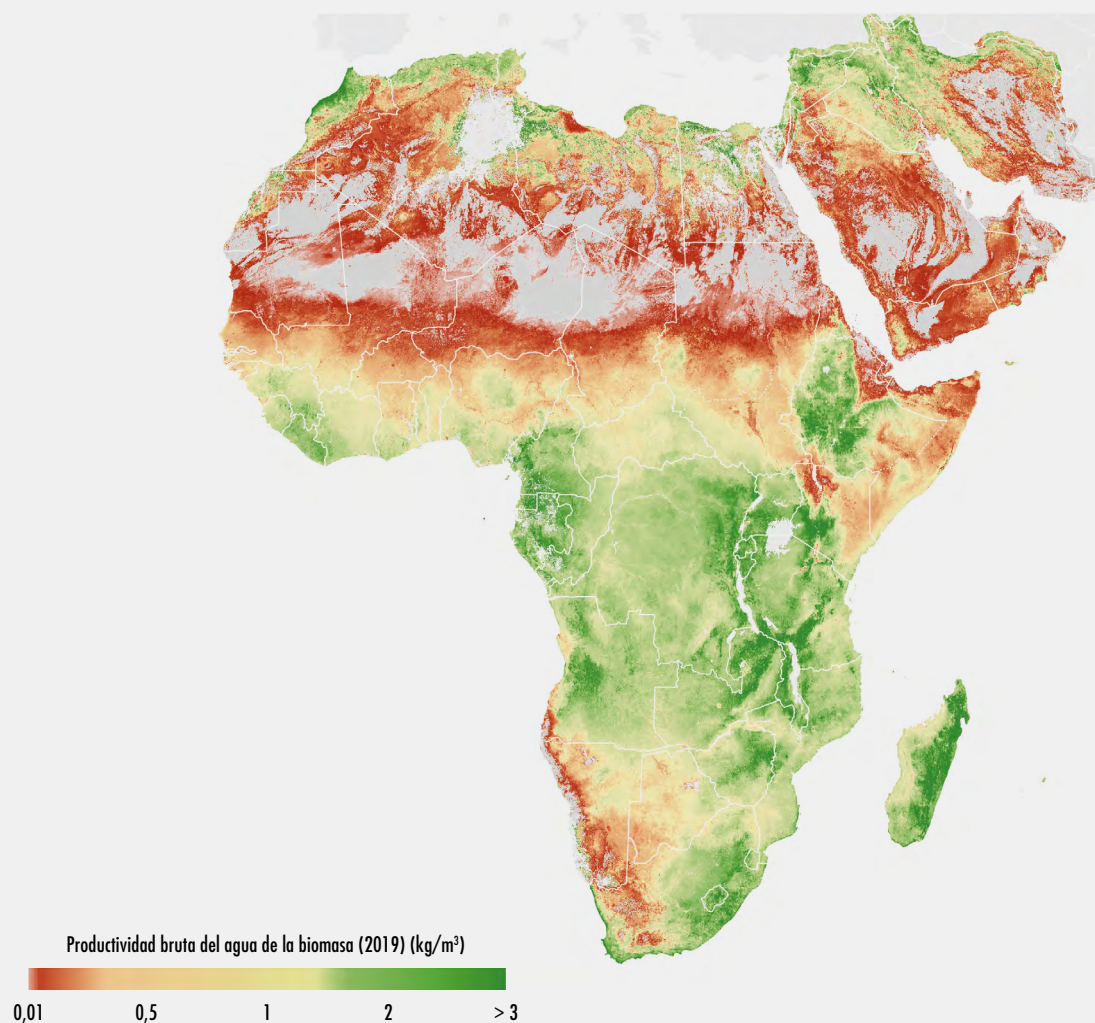 Productividad bruta del agua de la biomasa (2019) (kg/m³)
0,01 0,5 1 2 > 3